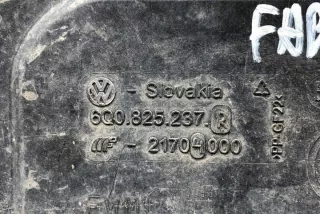 FAB
- Slovakia
6Q0.825.237.R
- 21704000
>PP-GF22<